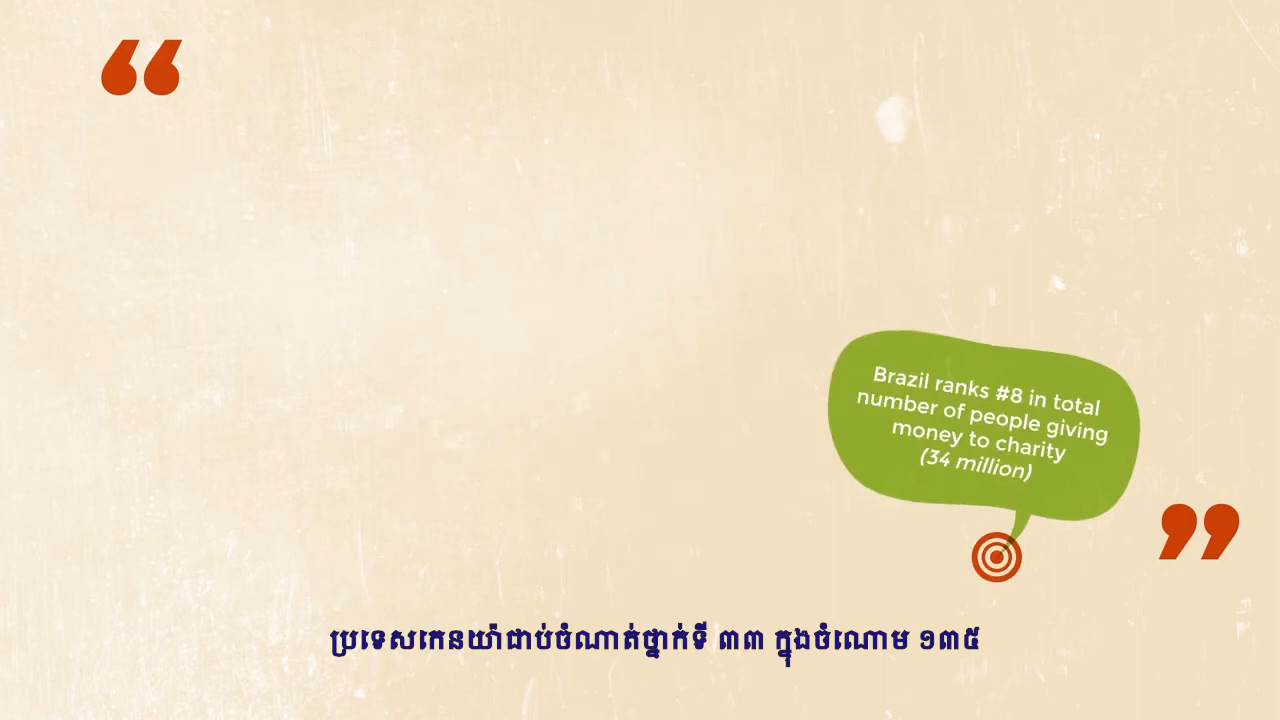 “
Brazil ranks #8 in total
number of people giving
money to charity
(34 million)
”
ប្រទេសកេនយ៉ាជាប់ចំណាត់ថ្នាក់ទី ៣៣ ក្នុងចំណោម ១៣៥